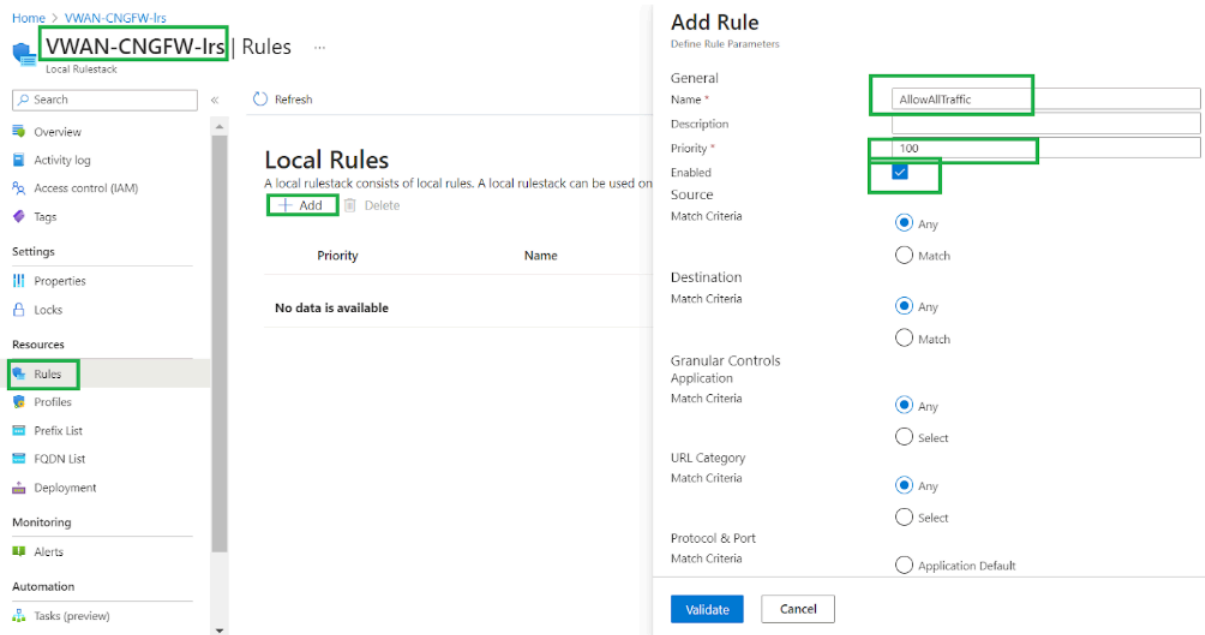 Home > VWAN-CNGFW-lrs
VWAN-CNGFW-lrs | Rules ...
Local Rulestack
Search
«
Overview
Activity log
Access control (IAM)
Tags
Settings
Properties
Locks
Resources
Rules
Profiles
Prefix List
FQDN List
Deployment
Monitoring
Alerts
Automation
Tasks (preview)
Refresh
Local Rules
A local rulestack consists of local rules. A local rulestack can be used on
+ Add Delete
Priority Name
No data is available
Add Rule
Define Rule Parameters
General
Name * AllowAllTraffic
Description
Priority * 100
Enabled
Source
Match Criteria
Any
Match
Destination
Match Criteria
Any
Match
Granular Controls
Application
Match Criteria
Any
Select
URL Category
Match Criteria
Any
Select
Protocol & Port
Match Criteria
Application Default
Validate Cancel